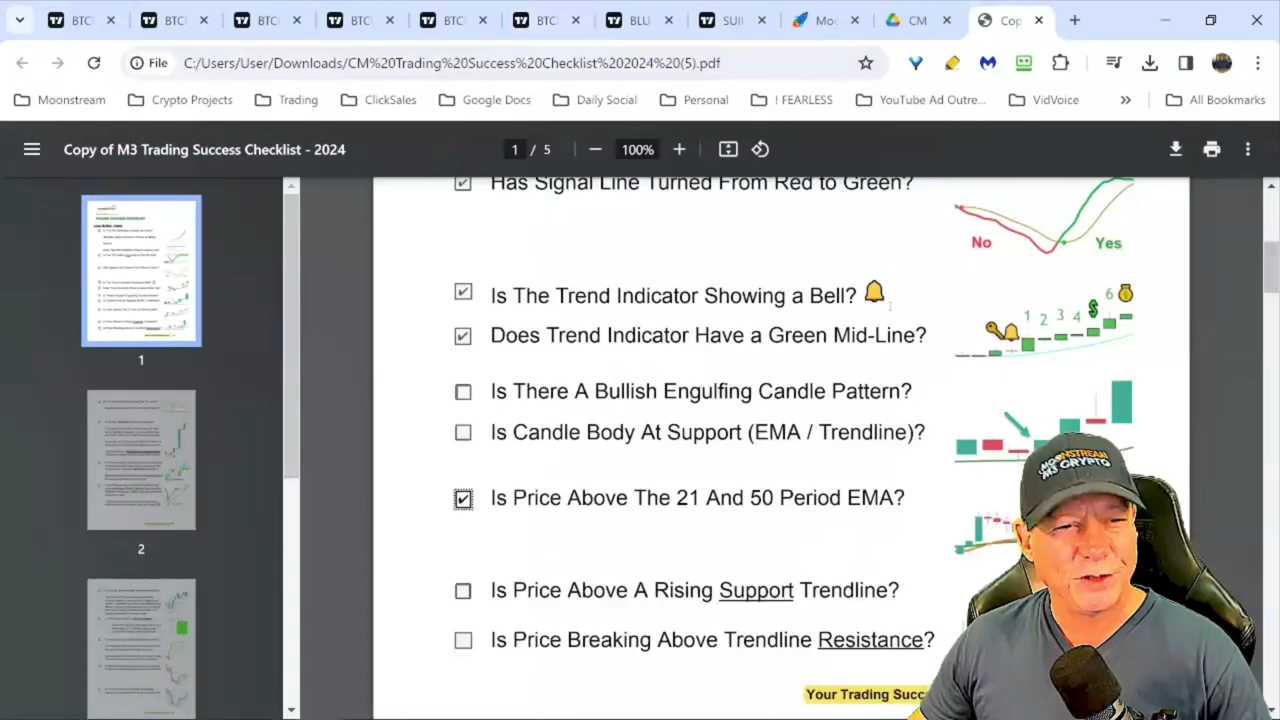 BTC
BTC
BTC
BTC
BTC
BTC
BLU
SUI
Moo
CM
Cop
File
C:/Users/User/Downloads/CM%20Trading%20Success%20Checklist%202024%20(5).pdf
Moonstream
Crypto Projects
Trading
ClickSales
Google Docs
Daily Social
Personal
! FEARLESS
YouTube Ad Outre...
VidVoice
All Bookmarks
Copy of M3 Trading Success Checklist - 2024
1 / 5
100%
Has Signal Line Turned From Red to Green?
No
Yes
Is The Trend Indicator Showing a Bell?
1 2 3 4 $ 6
Does Trend Indicator Have a Green Mid-Line?
Is There A Bullish Engulfing Candle Pattern?
Is Candle Body At Support (EMA / Trendline)?
Is Price Above The 21 And 50 Period EMA?
Is Price Above A Rising Support Trendline?
Is Price Breaking Above Trendline Resistance?
Your Trading Succ
1
2
MOONSTREAM
M3 CRYPTO